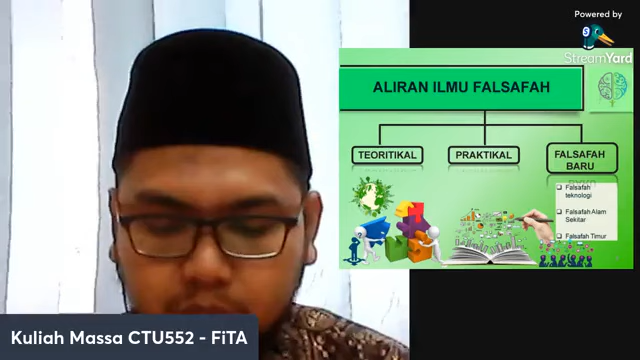 Powered by
StreamYard
ALIRAN ILMU FALSAFAH
TEORITIKAL
PRAKTIKAL
FALSAFAH
BARU
Falsafah
teknologi
Falsafah Alam
Sekitar
Falsafah Timur
Kuliah Massa CTU552 - FiTA